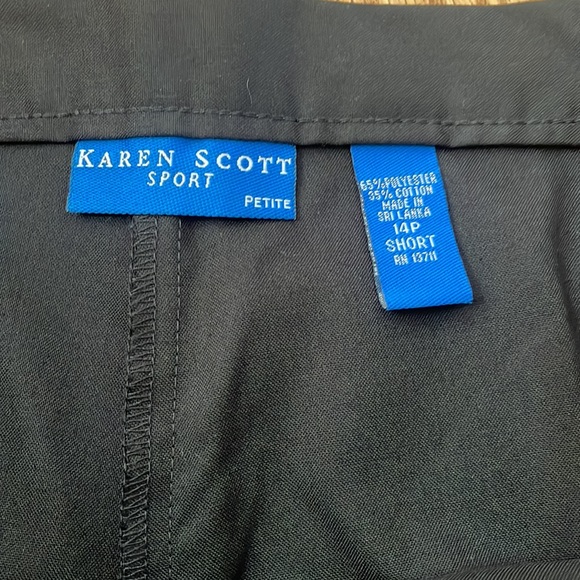 KAREN SCOTT
SPORT
PETITE
65% POLYESTER
35% COTTON
MADE IN
SRI LANKA
14P
SHORT
RN 13711